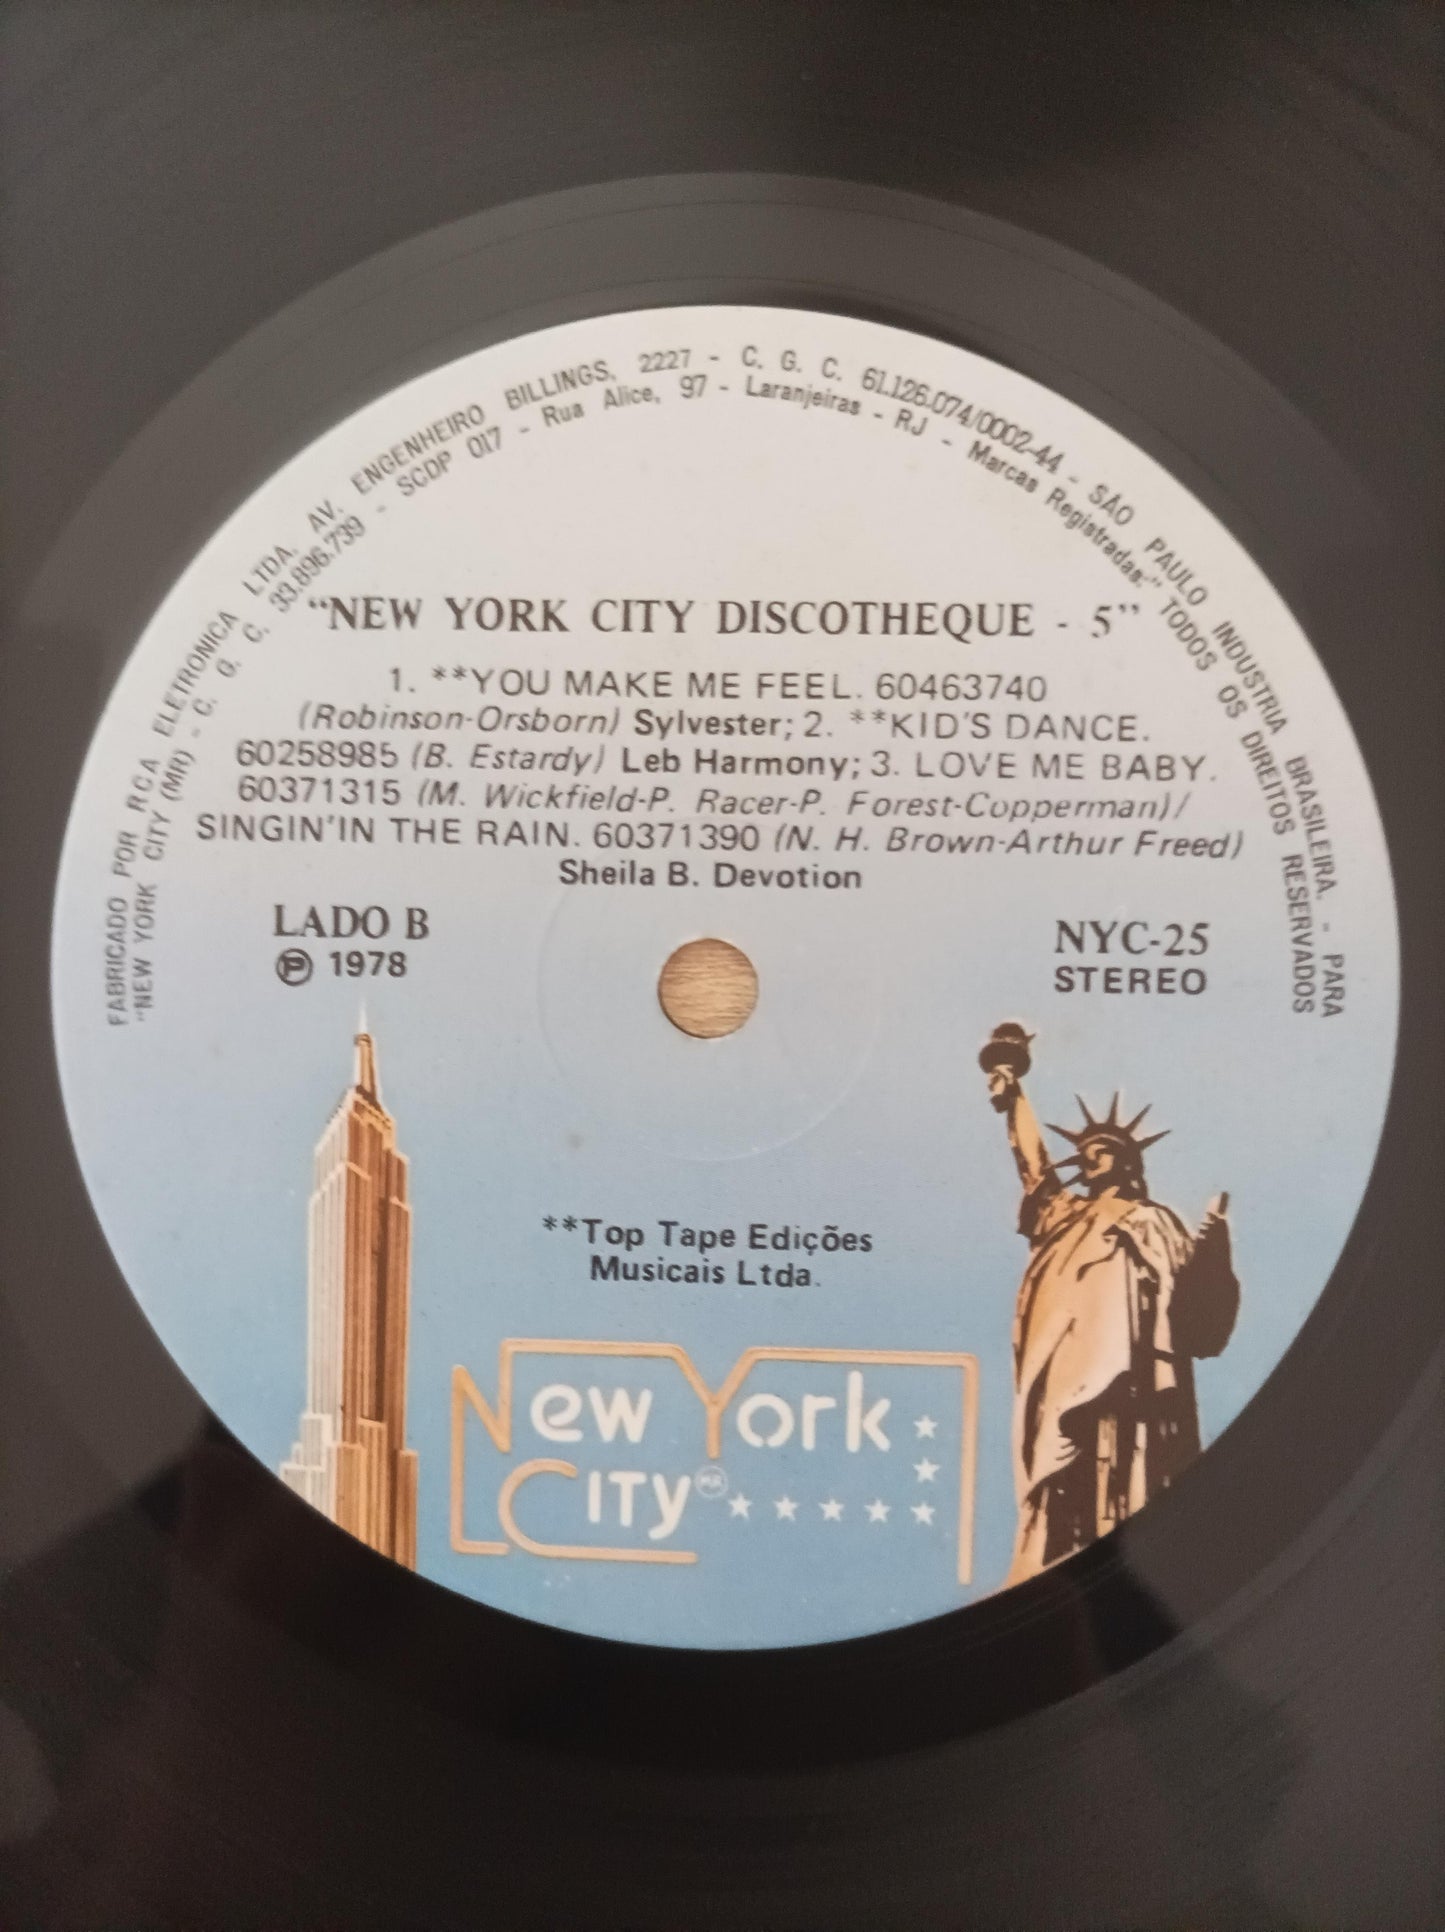 FABRICADO POR RCA ELETRONICA LTDA. AV. ENGENHEIRO BILLINGS, 2227 - C. G. C. 61.126.074/0002-44 - SÃO PAULO INDUSTRIA BRASILEIRA. - PARA
"NEW YORK CITY (MR) - C. G. C. 33.896.739 - SCDP 017 - Rua Alice, 97 - Laranjeiras - RJ - Marcas Registradas." TODOS OS DIREITOS RESERVADOS
"NEW YORK CITY DISCOTHEQUE - 5"
1. **YOU MAKE ME FEEL. 60463740
(Robinson-Orsborn) Sylvester; 2. **KID'S DANCE.
60258985 (B. Estardy) Leb Harmony; 3. LOVE ME BABY.
60371315 (M. Wickfield-P. Racer-P. Forest-Copperman)/
SINGIN'IN THE RAIN. 60371390 (N. H. Brown-Arthur Freed)
Sheila B. Devotion
LADO B
℗ 1978
NYC-25
STEREO
**Top Tape Edições
Musicais Ltda.
New York
City MR